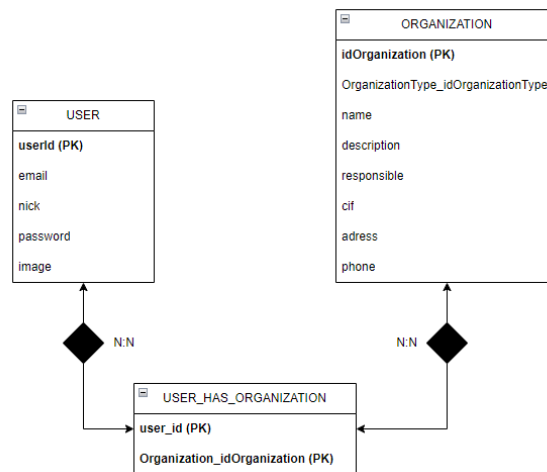 ORGANIZATION
idOrganization (PK)
OrganizationType_idOrganizationType
name
description
responsible
cif
adress
phone
USER
userId (PK)
email
nick
password
image
N:N
N:N
USER_HAS_ORGANIZATION
user_id (PK)
Organization_idOrganization (PK)